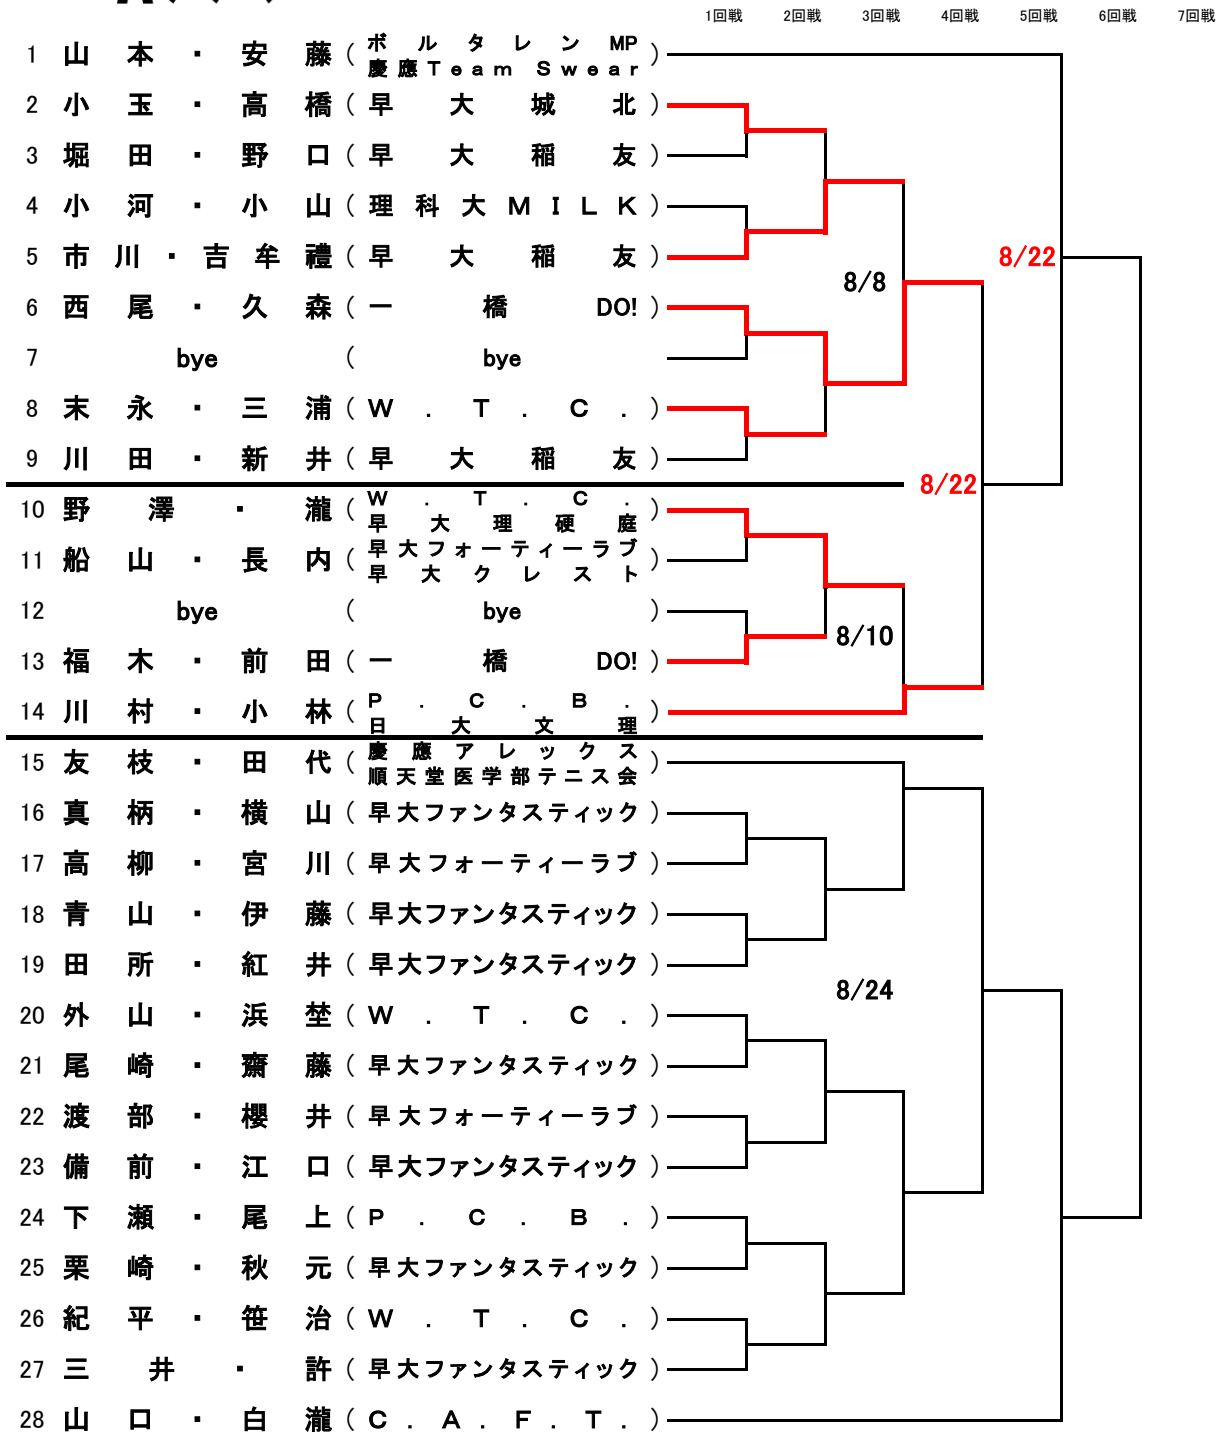 1回戦 2回戦 3回戦 4回戦 5回戦 6回戦 7回戦
1 山本・安藤 (ボルタレンMP 慶應Team Swear)
2 小玉・高橋 (早大城北)
3 堀田・野口 (早大稲友)
4 小河・小山 (理科大MILK)
5 市川・吉牟禮 (早大稲友)
8/22
8/8
6 西尾・久森 (一橋DO!)
7 bye ( bye
8 末永・三浦 (W.T.C.)
9 川田・新井 (早大稲友)
8/22
10 野澤・瀧 (W.T.C. 早大理硬庭)
11 船山・長内 (早大フォーティーラブ 早大クレスト)
12 bye ( bye )
8/10
13 福木・前田 (一橋DO!)
14 川村・小林 (P.C.B. 日大文理)
15 友枝・田代 (慶應アレックス 順天堂医学部テニス会)
16 真柄・横山 (早大ファンタスティック)
17 高柳・宮川 (早大フォーティーラブ)
18 青山・伊藤 (早大ファンタスティック)
19 田所・紅井 (早大ファンタスティック)
8/24
20 外山・浜埜 (W.T.C.)
21 尾崎・齋藤 (早大ファンタスティック)
22 渡部・櫻井 (早大フォーティーラブ)
23 備前・江口 (早大ファンタスティック)
24 下瀬・尾上 (P.C.B.)
25 栗崎・秋元 (早大ファンタスティック)
26 紀平・笹治 (W.T.C.)
27 三井・許 (早大ファンタスティック)
28 山口・白瀧 (C.A.F.T.)